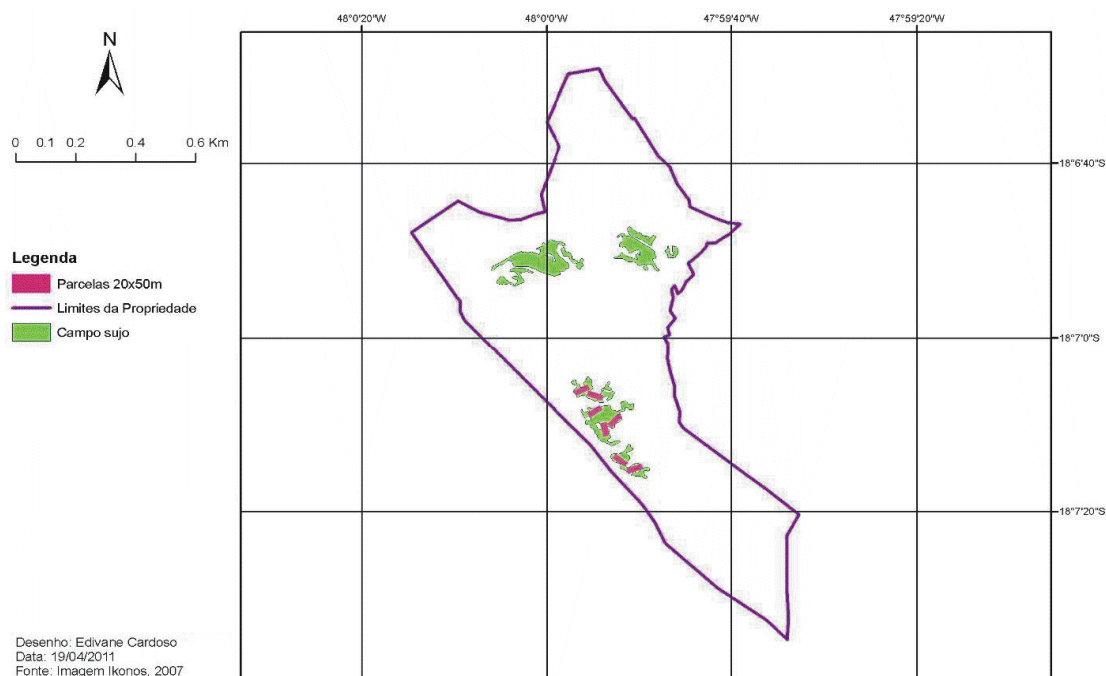 48°0'20"W 48°0'0"W 47°59'40"W 47°59'20"W
N
0 0.1 0.2 0.4 0.6 Km
18°6'40"S
Legenda
Parcelas 20x50m
Limites da Propriedade
Campo sujo
18°7'0"S
18°7'20"S
Desenho: Edivane Cardoso
Data: 19/04/2011
Fonte: Imagem Ikonos, 2007